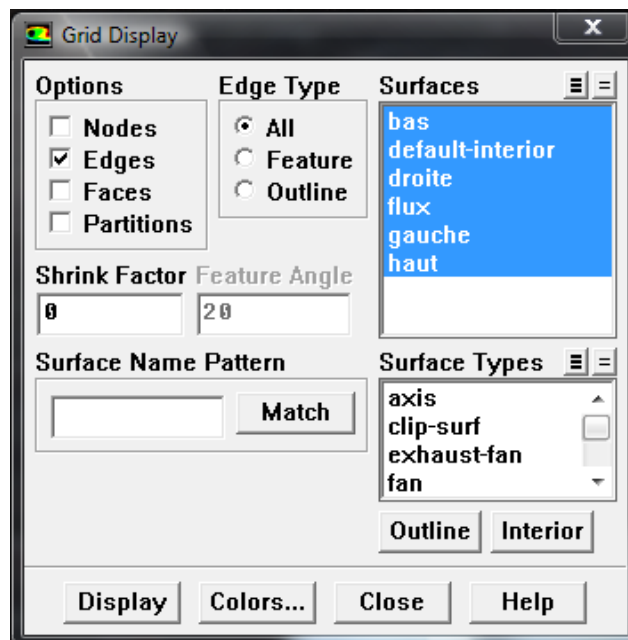 Grid Display
X
Options
Nodes
Edges
Faces
Partitions
Edge Type
All
Feature
Outline
Surfaces
bas
default-interior
droite
flux
gauche
haut
Shrink Factor
0
Feature Angle
20
Surface Name Pattern
Match
Surface Types
axis
clip-surf
exhaust-fan
fan
Outline
Interior
Display
Colors...
Close
Help